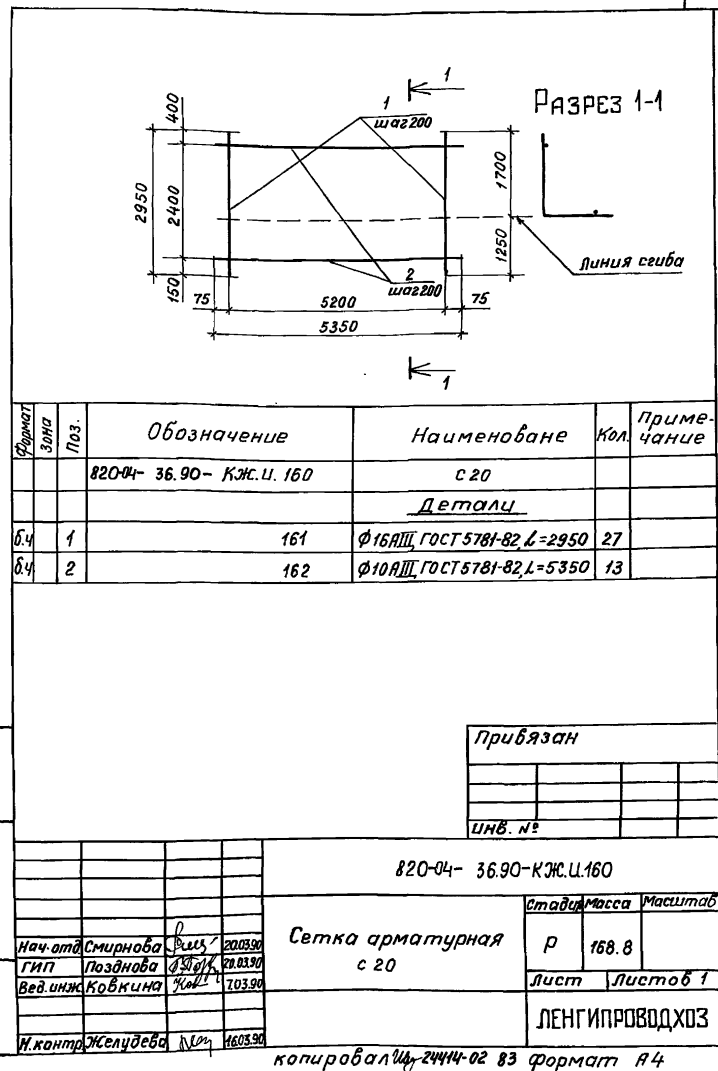 1
РАЗРЕЗ 1-1
1
шаг 200
400
2950
2400
150
1700
1250
Линия сгиба
2
шаг 200
75
5200
75
5350
1
Формат
Зона
Поз.
Обозначение
Наименоване
Кол.
Приме-
чание
820-04- 36.90- КЖ.И. 160
с 20
Детали
б.ч 1 161 Ф16АIII, ГОСТ 5781-82, L=2950 27
б.ч 2 162 Ф10АIII, ГОСТ 5781-82, L=5350 13
Привязан
инв. №
820-04- 36.90-КЖ.И.160
Сетка арматурная
с 20
Стадия Масса Масштаб
Р 168.8
Лист Листов 1
ЛЕНГИПРОВОДХОЗ
Нач.отд Смирнова 20.03.90
ГИП Позднова 20.03.90
Вед.инж Ковкина 7.03.90
Н.контр Желудева 16.03.90
копировал 24414-02 83 формат А4